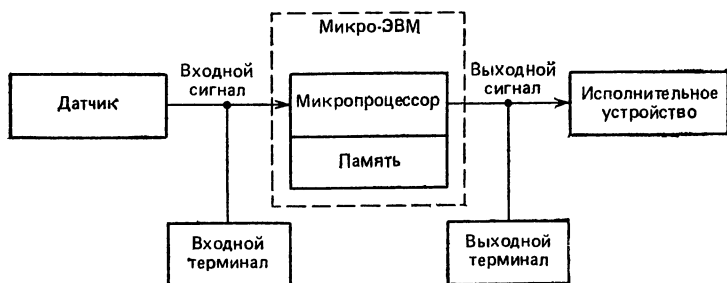 Микро-ЭВМ
Датчик
Входной
сигнал
Микропроцессор
Память
Выходной
сигнал
Исполнительное
устройство
Входной
терминал
Выходной
терминал